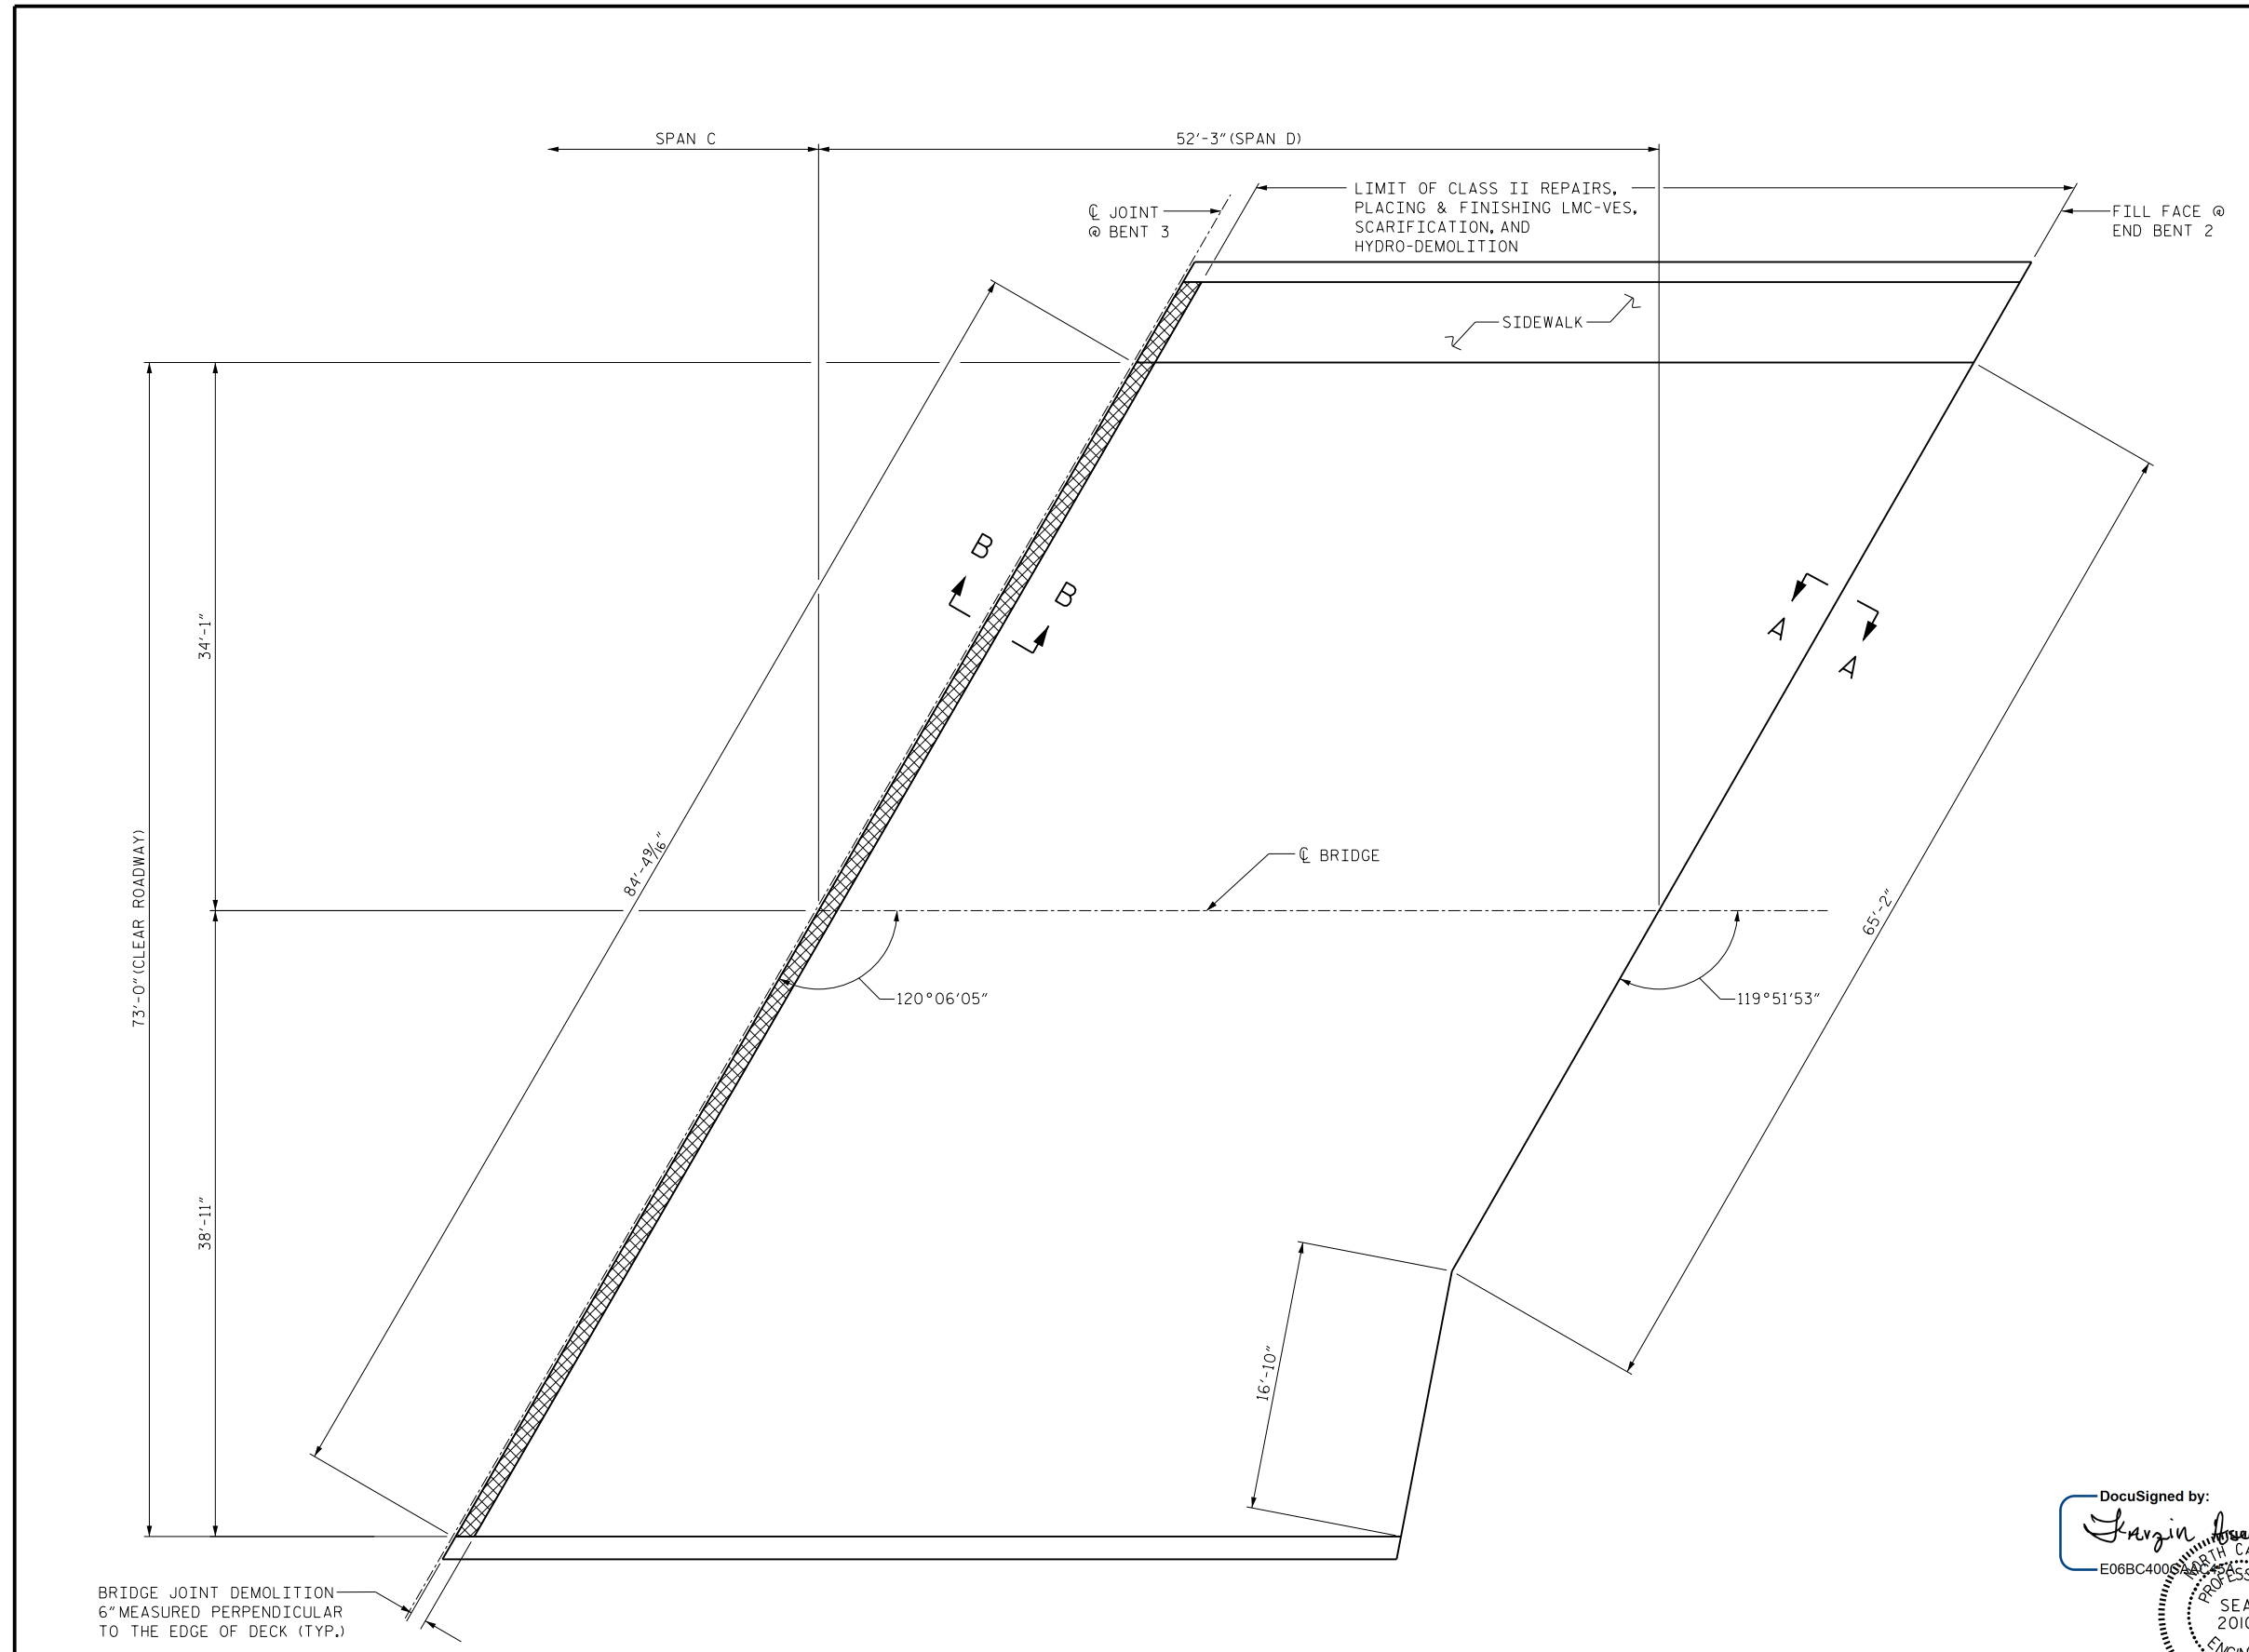 SPAN C
52'-3" (SPAN D)
LIMIT OF CLASS II REPAIRS,
PLACING & FINISHING LMC-VES,
SCARIFICATION, AND
HYDRO-DEMOLITION
℄ JOINT
@ BENT 3
FILL FACE @
END BENT 2
SIDEWALK
B
B
A
A
34'-1"
73'-0" (CLEAR ROADWAY)
84'-4 9/16"
℄ BRIDGE
65'-2"
120°06'05"
119°51'53"
38'-11"
16'-10"
BRIDGE JOINT DEMOLITION
6" MEASURED PERPENDICULAR
TO THE EDGE OF DECK (TYP.)
DocuSigned by: